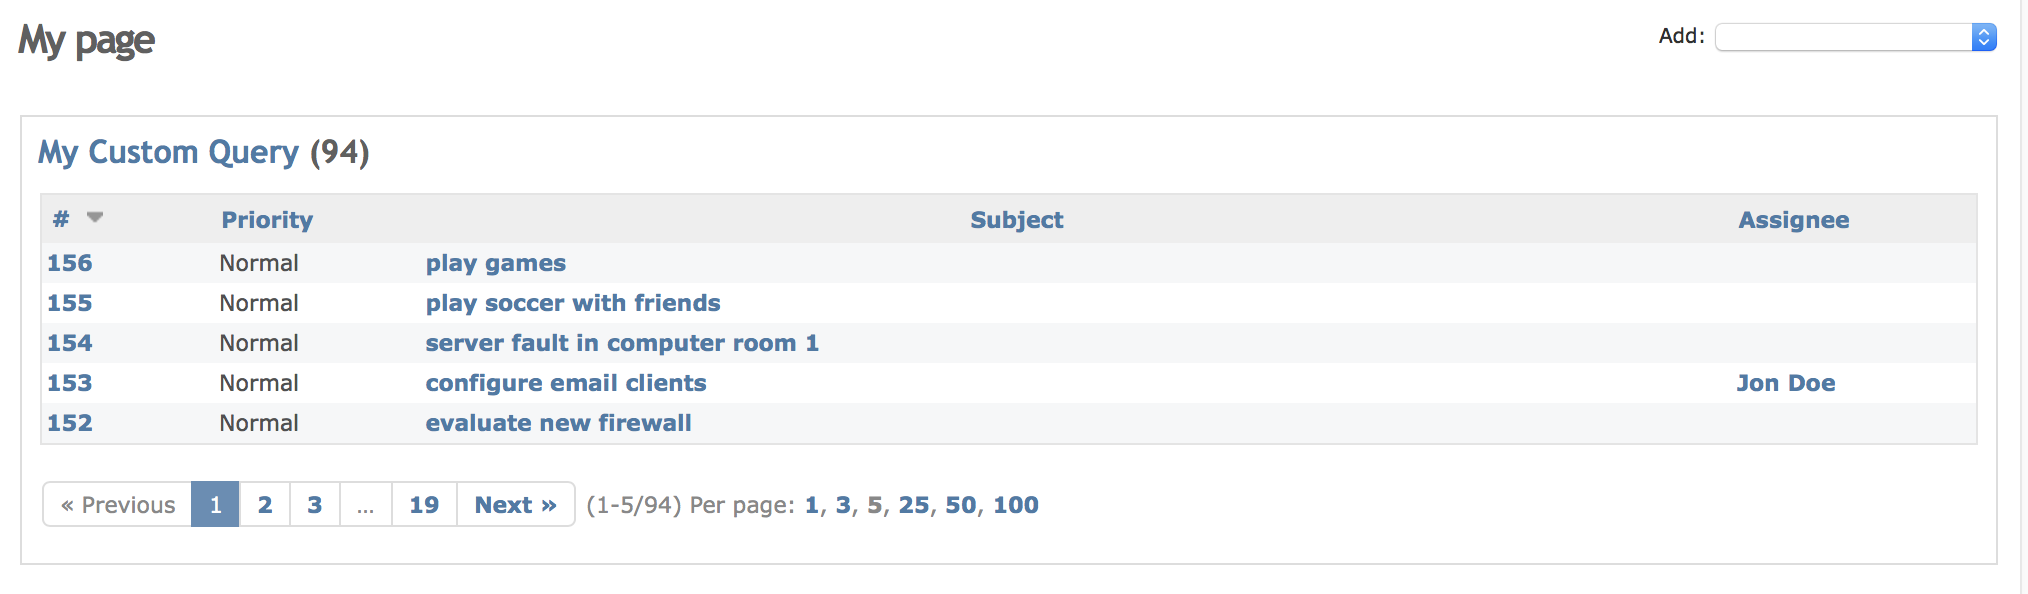 My page
Add:
My Custom Query (94)
# Priority Subject Assignee
156 Normal play games
155 Normal play soccer with friends
154 Normal server fault in computer room 1
153 Normal configure email clients Jon Doe
152 Normal evaluate new firewall
« Previous 1 2 3 ... 19 Next » (1-5/94) Per page: 1, 3, 5, 25, 50, 100